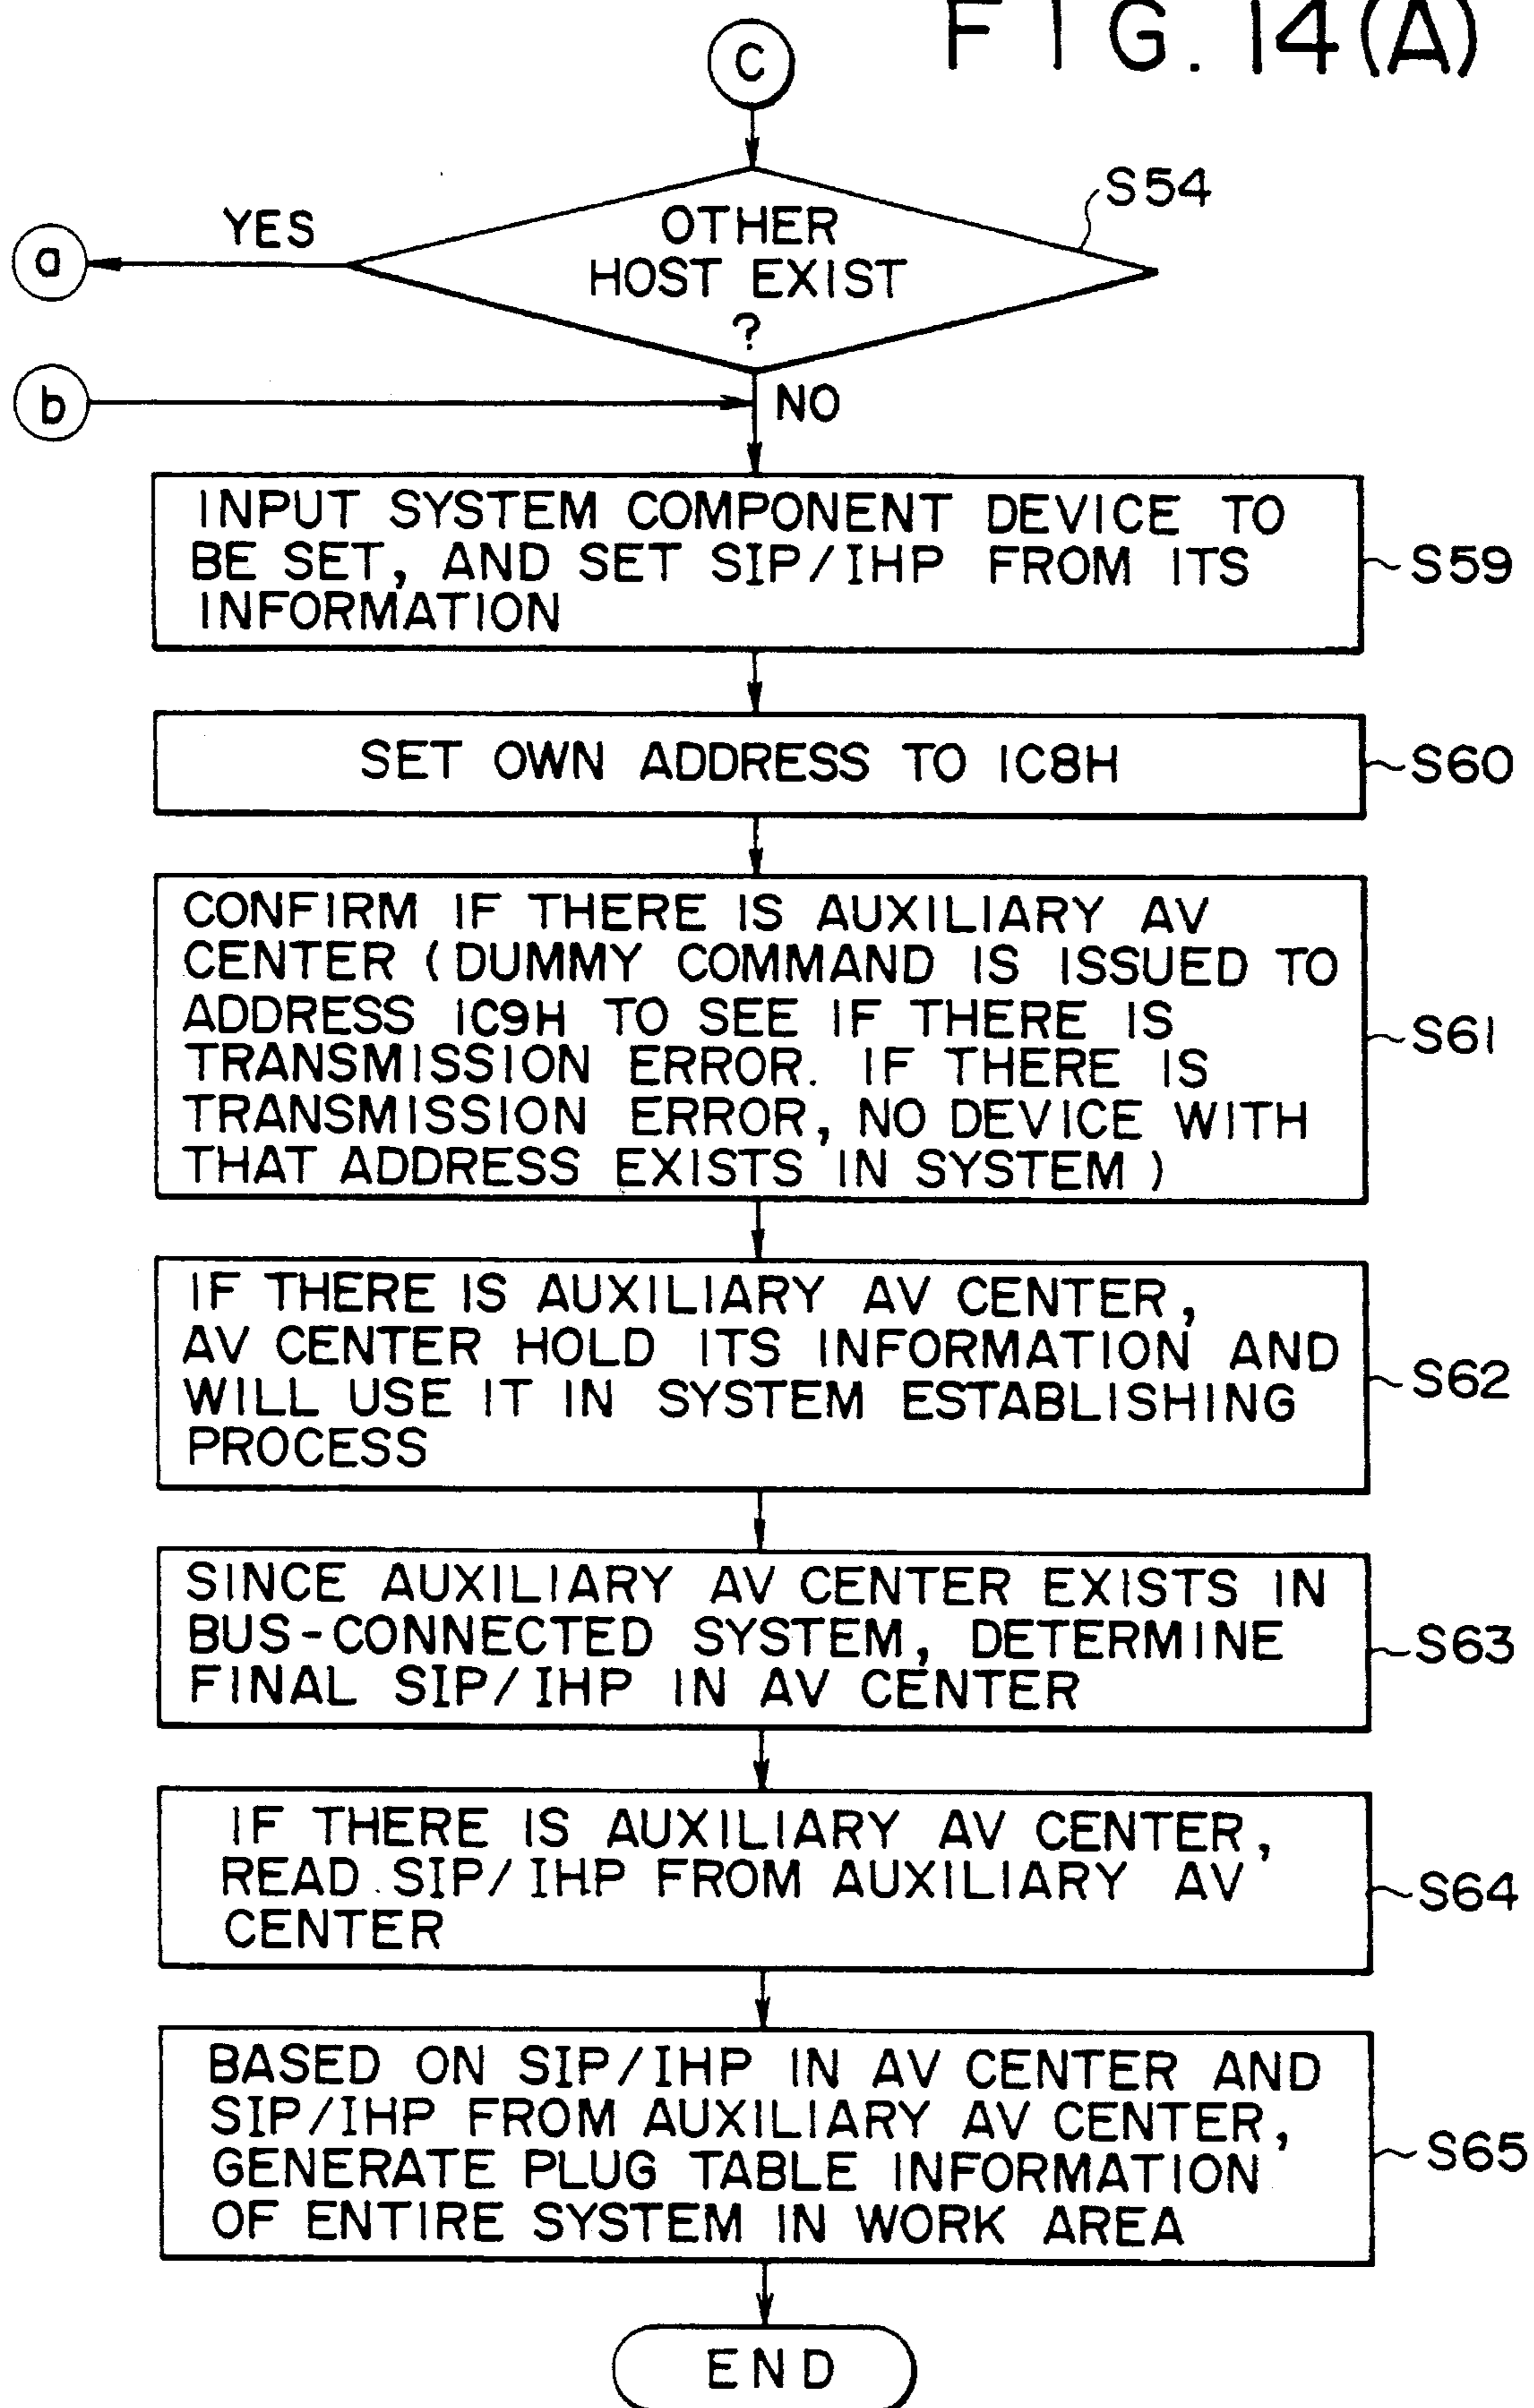 FIG. 14(A)
C
S54
YES
OTHER
HOST EXIST
?
a
b
NO
INPUT SYSTEM COMPONENT DEVICE TO
BE SET, AND SET SIP/IHP FROM ITS
INFORMATION
S59
SET OWN ADDRESS TO 1C8H
S60
CONFIRM IF THERE IS AUXILIARY AV
CENTER (DUMMY COMMAND IS ISSUED TO
ADDRESS 1C9H TO SEE IF THERE IS
TRANSMISSION ERROR. IF THERE IS
TRANSMISSION ERROR, NO DEVICE WITH
THAT ADDRESS EXISTS IN SYSTEM)
S61
IF THERE IS AUXILIARY AV CENTER,
AV CENTER HOLD ITS INFORMATION AND
WILL USE IT IN SYSTEM ESTABLISHING
PROCESS
S62
SINCE AUXILIARY AV CENTER EXISTS IN
BUS-CONNECTED SYSTEM, DETERMINE
FINAL SIP/IHP IN AV CENTER
S63
IF THERE IS AUXILIARY AV CENTER,
READ SIP/IHP FROM AUXILIARY AV
CENTER
S64
BASED ON SIP/IHP IN AV CENTER AND
SIP/IHP FROM AUXILIARY AV CENTER,
GENERATE PLUG TABLE INFORMATION
OF ENTIRE SYSTEM IN WORK AREA
S65
END